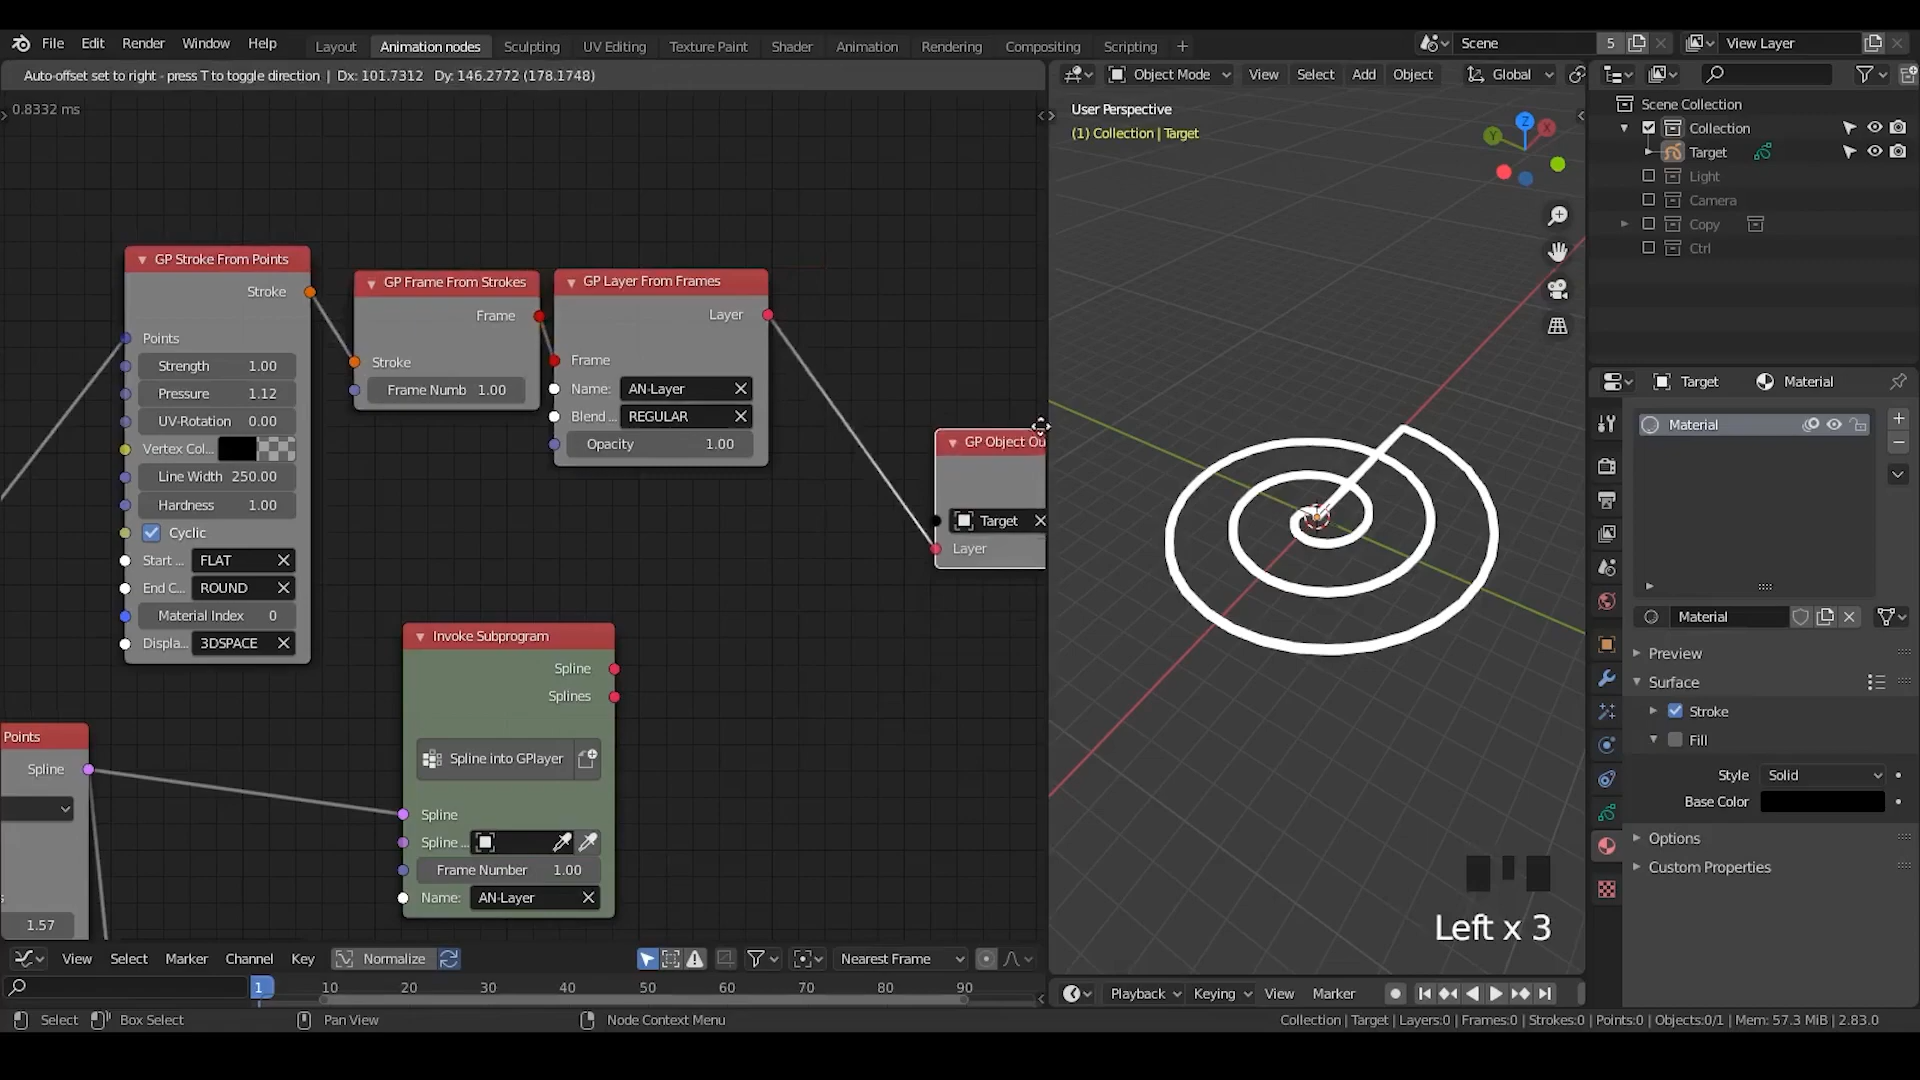 File Edit Render Window Help Layout Animation nodes Sculpting UV Editing Texture Paint Shader Animation Rendering Compositing Scripting + Scene 5 View Layer
Auto-offset set to right - press T to toggle direction | Dx: 101.7312 Dy: 146.2772 (178.1748)
Object Mode View Select Add Object Global
0.8332 ms
User Perspective
(1) Collection | Target
Z
Y
X
Scene Collection
Collection
Target
Light
Camera
Copy
Ctrl
GP Stroke From Points
Stroke
Points
Strength 1.00
Pressure 1.12
UV-Rotation 0.00
Vertex Col...
Line Width 250.00
Hardness 1.00
Cyclic
Start ... FLAT
End C... ROUND
Material Index 0
Displa... 3DSPACE
GP Frame From Strokes
Frame
Stroke
Frame Numb 1.00
GP Layer From Frames
Layer
Frame
Name: AN-Layer
Blend ... REGULAR
Opacity 1.00
GP Object Ou
Target
Layer
Invoke Subprogram
Spline
Splines
Spline into GPlayer
Spline
Spline ...
Frame Number 1.00
Name: AN-Layer
Points
Spline
1.57
Left x 3
Target Material
Material
Material
Preview
Surface
Stroke
Fill
Style Solid
Base Color
Options
Custom Properties
View Select Marker Channel Key Normalize Nearest Frame
1 10 20 30 40 50 60 70 80 90
Playback Keying View Marker
Select Box Select Pan View Node Context Menu
Collection | Target | Layers:0 | Frames:0 | Strokes:0 | Points:0 | Objects:0/1 | Mem: 57.3 MiB | 2.83.0